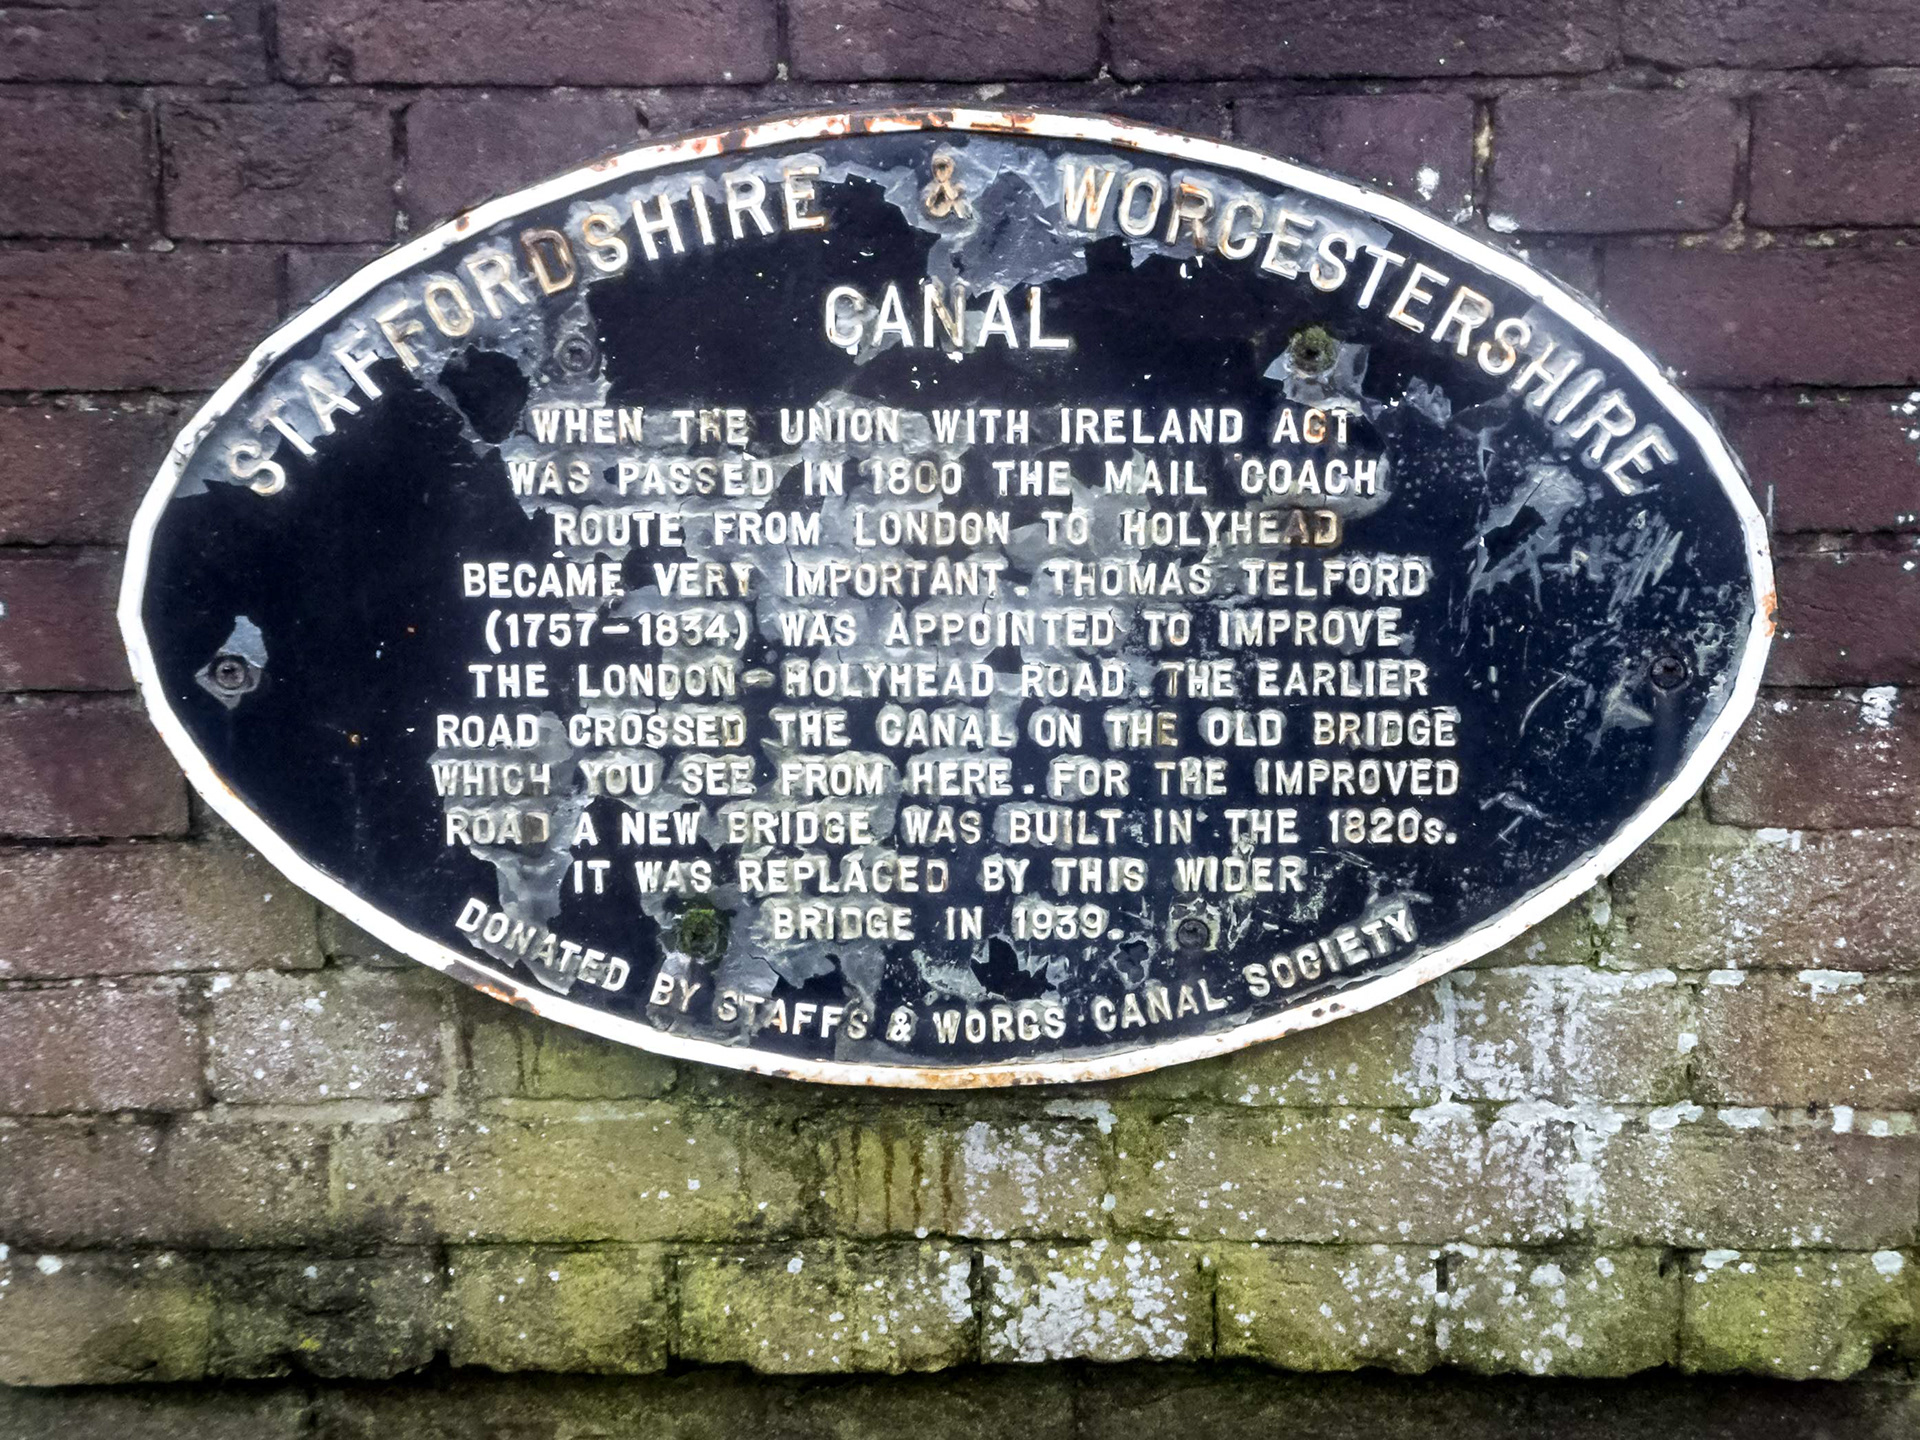 STAFFORDSHIRE & WORCESTERSHIRE
CANAL
WHEN THE UNION WITH IRELAND ACT
WAS PASSED IN 1800 THE MAIL COACH
ROUTE FROM LONDON TO HOLYHEAD
BECAME VERY IMPORTANT. THOMAS TELFORD
(1757-1834) WAS APPOINTED TO IMPROVE
THE LONDON-HOLYHEAD ROAD. THE EARLIER
ROAD CROSSED THE CANAL ON THE OLD BRIDGE
WHICH YOU SEE FROM HERE. FOR THE IMPROVED
ROAD A NEW BRIDGE WAS BUILT IN THE 1820s.
IT WAS REPLACED BY THIS WIDER
BRIDGE IN 1939.
DONATED BY STAFFS & WORCS CANAL SOCIETY